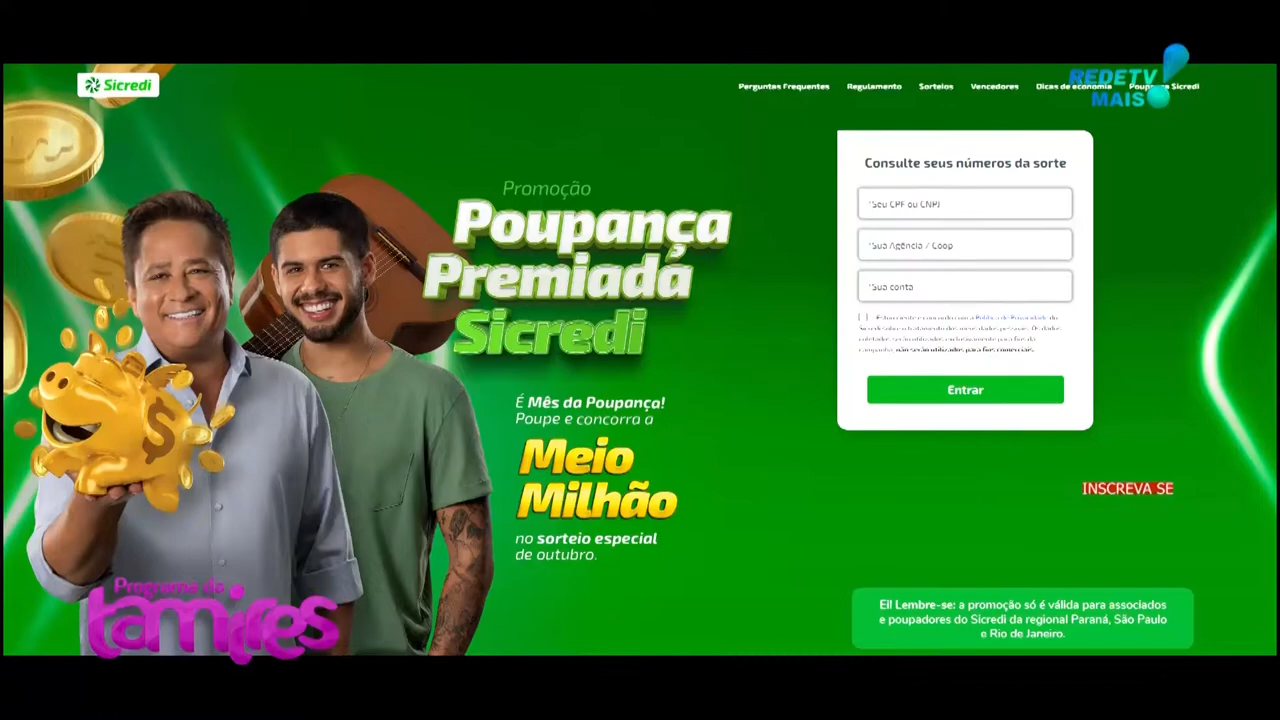 Sicredi
Perguntas Frequentes
Regulamento
Sorteios
Vencedores
Dicas de economia
Sicredi
REDETV
MAIS
Consulte seus números da sorte
*Seu CPF ou CNPJ
*Sua Agência / Coop
*Sua conta
Entrar
Promoção
Poupança
Premiada
Sicredi
É Mês da Poupança!
Poupe e concorra a
Meio
Milhão
no sorteio especial
de outubro.
$
INSCREVA SE
Programa da
Tamires
Ei! Lembre-se: a promoção só é válida para associados
e poupadores do Sicredi da regional Paraná, São Paulo
e Rio de Janeiro.